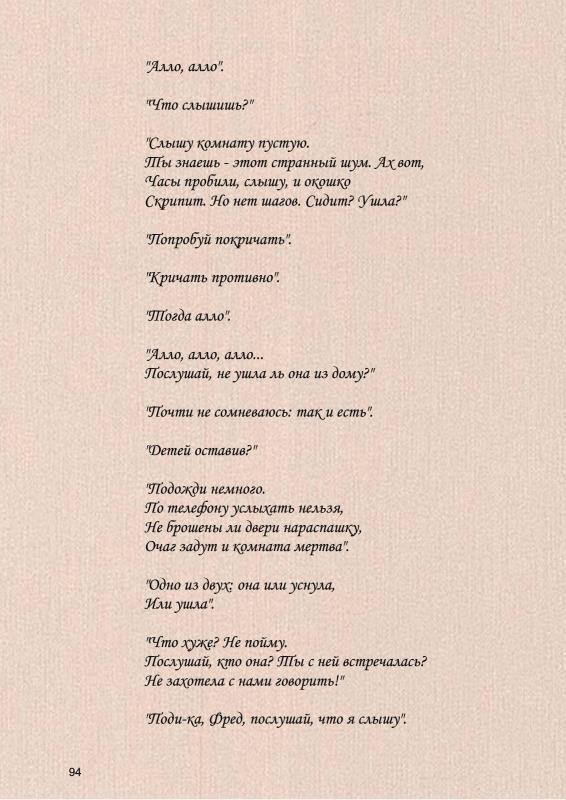 "Алло, алло".
"Что слышишь?"
"Слышу комнату пустую.
Ты знаешь - этот странный шум. Ах вот,
Часы пробили, слышу, и окошко
Скрипит. Но нет шагов. Сидит? Ушла?"
"Попробуй покричать".
"Кричать противно".
"Тогда алло".
"Алло, алло, алло...
Послушай, не ушла ль она из дому?"
"Почти не сомневаюсь: так и есть".
"Детей оставив?"
"Подожди немного.
По телефону услыхать нельзя,
Не брошены ли двери нараспашку,
Очаг задут и комната мертва".
"Одно из двух: она или уснула,
Или ушла".
"Что хуже? Не пойму.
Послушай, кто она? Ты с ней встречалась?
Не захотела с нами говорить!"
"Поди-ка, Фред, послушай, что я слышу".
94